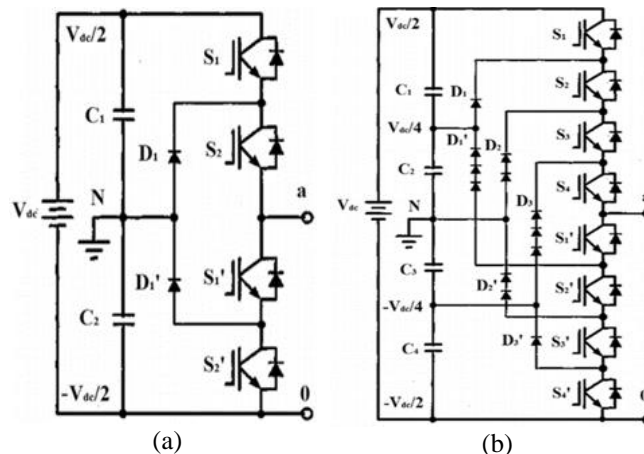 Vdc/2
S₁
C₁
D₁
S₂
N
a
Vdc
D₁'
S₁'
C₂
S₂'
-Vdc/2
0
(a)
Vdc/2
S₁
C₁
D₁
S₂
Vdc/4
D₁'
D₂
S₃
C₂
D₃
S₄
N
a
Vdc
S₁'
C₃
D₂'
S₂'
-Vdc/4
D₃'
S₃'
C₄
S₄'
-Vdc/2
0
(b)